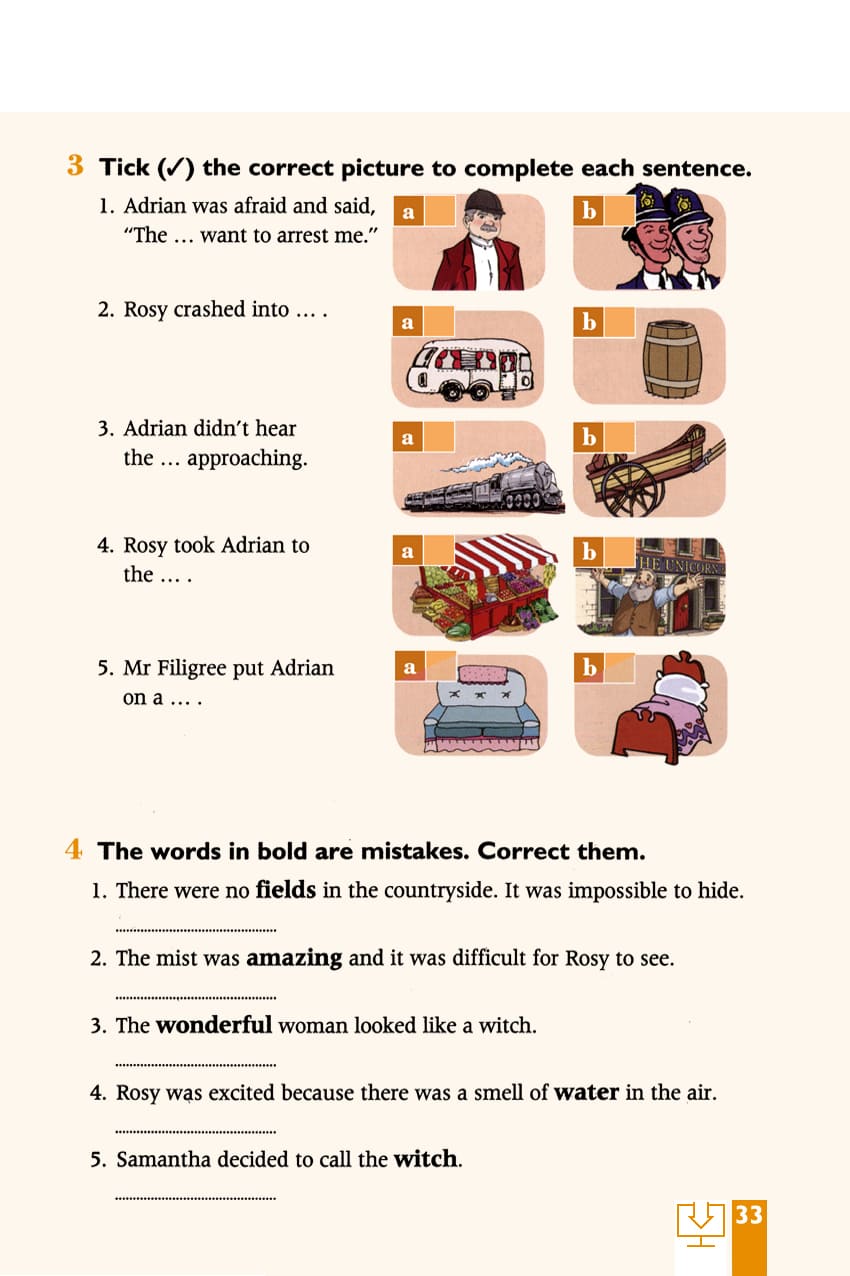 3 Tick (✓) the correct picture to complete each sentence.
1. Adrian was afraid and said,
“The … want to arrest me.”
a
b
2. Rosy crashed into … .
a
b
3. Adrian didn’t hear
the … approaching.
a
b
4. Rosy took Adrian to
the … .
a
b
THE UNICORN
5. Mr Filigree put Adrian
on a … .
a
b
4 The words in bold are mistakes. Correct them.
1. There were no fields in the countryside. It was impossible to hide.
2. The mist was amazing and it was difficult for Rosy to see.
3. The wonderful woman looked like a witch.
4. Rosy was excited because there was a smell of water in the air.
5. Samantha decided to call the witch.
33